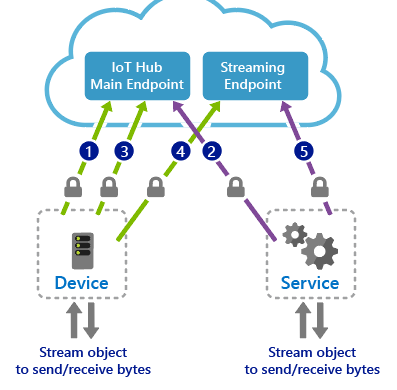 IoT Hub
Main Endpoint
Streaming
Endpoint
1
3
4
2
5
Device
Service
Stream object
to send/receive bytes
Stream object
to send/receive bytes